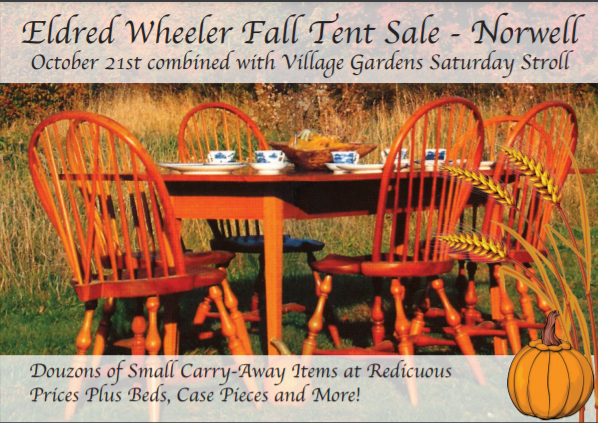 Eldred Wheeler Fall Tent Sale - Norwell
October 21st combined with Village Gardens Saturday Stroll
Douzons of Small Carry-Away Items at Redicuous
Prices Plus Beds, Case Pieces and More!